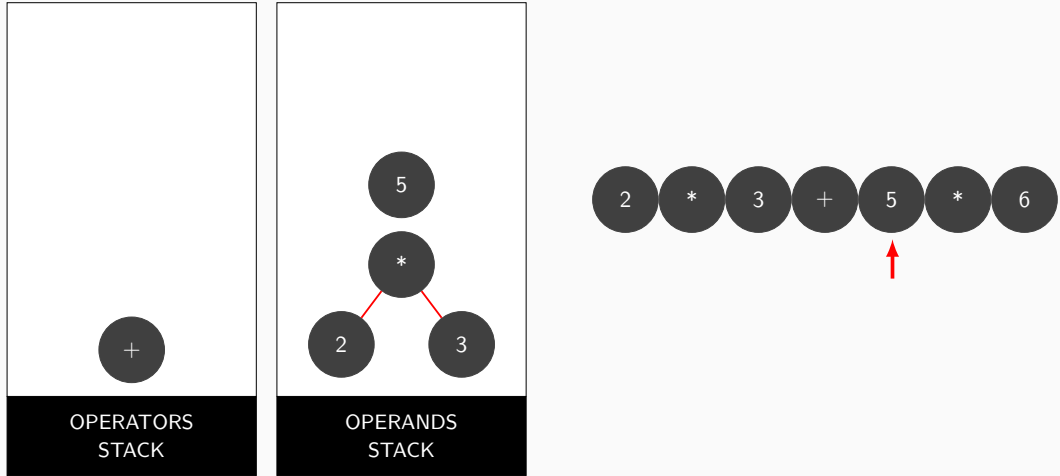 5
*
2 3
+
OPERATORS
STACK
OPERANDS
STACK
2 * 3 + 5 * 6